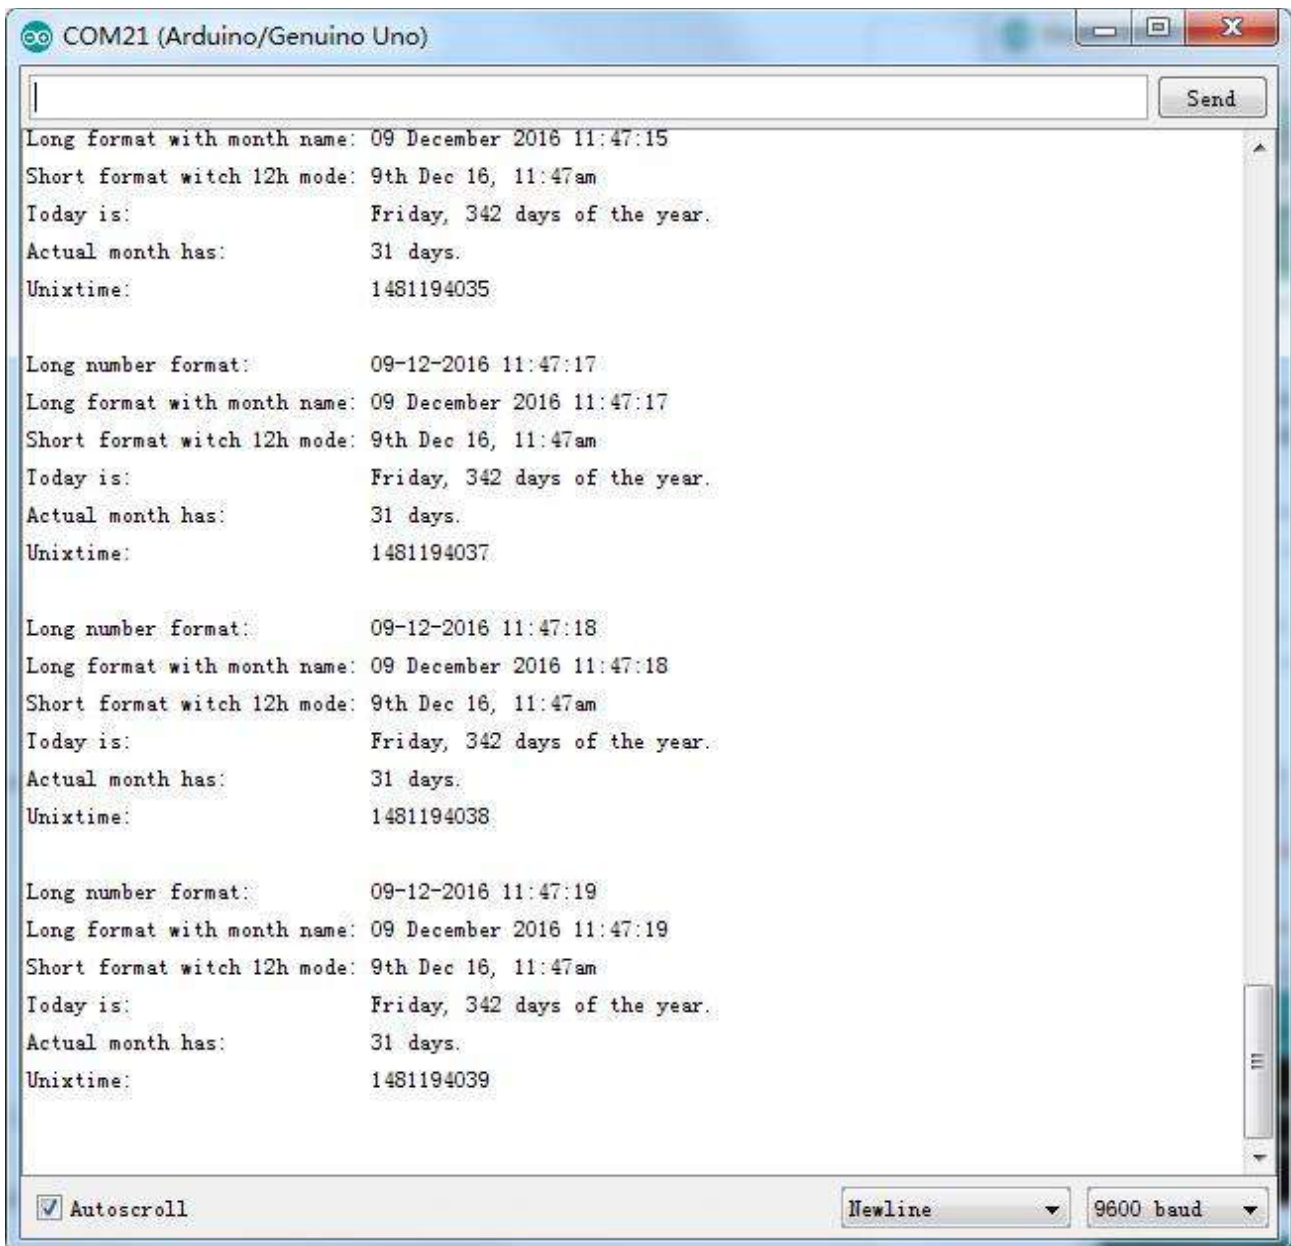 COM21 (Arduino/Genuino Uno)
Send
Long format with month name: 09 December 2016 11:47:15
Short format witch 12h mode: 9th Dec 16, 11:47am
Today is: Friday, 342 days of the year.
Actual month has: 31 days.
Unixtime: 1481194035
Long number format: 09-12-2016 11:47:17
Long format with month name: 09 December 2016 11:47:17
Short format witch 12h mode: 9th Dec 16, 11:47am
Today is: Friday, 342 days of the year.
Actual month has: 31 days.
Unixtime: 1481194037
Long number format: 09-12-2016 11:47:18
Long format with month name: 09 December 2016 11:47:18
Short format witch 12h mode: 9th Dec 16, 11:47am
Today is: Friday, 342 days of the year.
Actual month has: 31 days.
Unixtime: 1481194038
Long number format: 09-12-2016 11:47:19
Long format with month name: 09 December 2016 11:47:19
Short format witch 12h mode: 9th Dec 16, 11:47am
Today is: Friday, 342 days of the year.
Actual month has: 31 days.
Unixtime: 1481194039
Autoscroll Newline 9600 baud